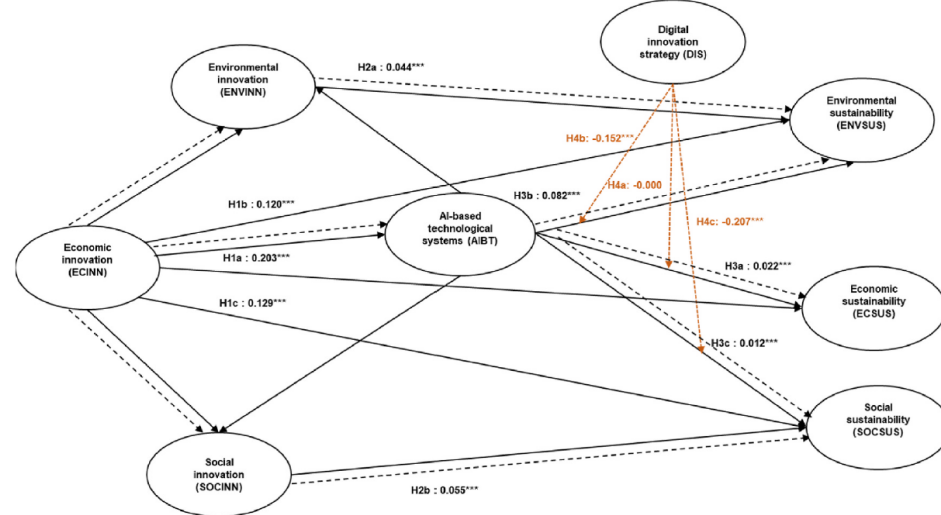 Digital
innovation
strategy (DIS)
Environmental
innovation
(ENVINN)
H2a : 0.044***
Environmental
sustainability
(ENVSUS)
H4b: -0.152***
H4a: -0.000
H3b : 0.082***
H4c: -0.207***
H1b : 0.120***
AI-based
technological
systems (AiBT)
Economic
innovation
(ECINN)
H1a : 0.203***
H3a : 0.022***
Economic
sustainability
(ECSUS)
H1c : 0.129***
H3c : 0.012***
Social
sustainability
(SOCSUS)
Social
innovation
(SOCINN)
H2b : 0.055***